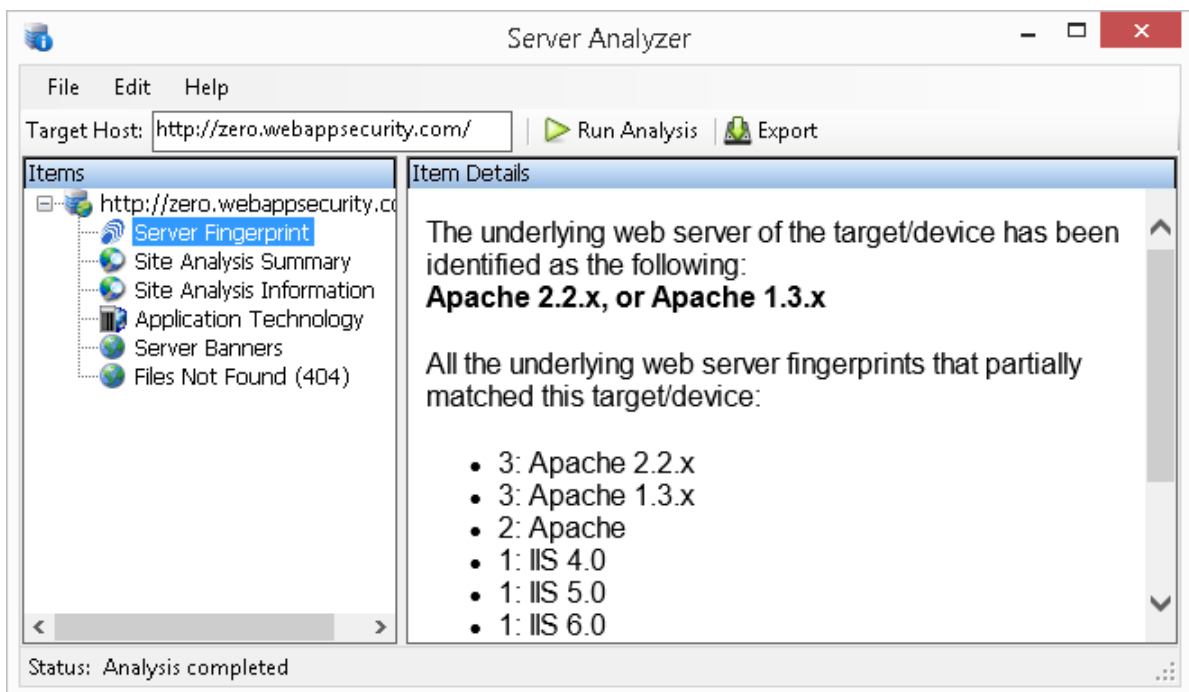 Server Analyzer
File Edit Help
Target Host: http://zero.webappsecurity.com/ Run Analysis Export
Items
http://zero.webappsecurity.co
Server Fingerprint
Site Analysis Summary
Site Analysis Information
Application Technology
Server Banners
Files Not Found (404)
Item Details
The underlying web server of the target/device has been
identified as the following:
Apache 2.2.x, or Apache 1.3.x
All the underlying web server fingerprints that partially
matched this target/device:
• 3: Apache 2.2.x
• 3: Apache 1.3.x
• 2: Apache
• 1: IIS 4.0
• 1: IIS 5.0
• 1: IIS 6.0
Status: Analysis completed